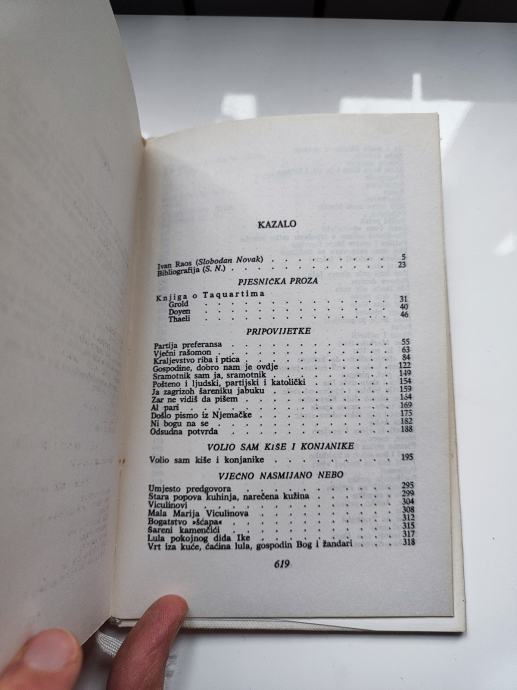 KAZALO
Ivan Raos (Slobodan Novak) . . . . . . . . 5
Bibliografija (S. N.) . . . . . . . . . . 23
PJESNICKA PROZA
Knjiga o Taquartima
Grold . . . . . . . . . . 31
Doyen . . . . . . . . . . 40
Thaeli . . . . . . . . . . 46
PRIPOVIJETKE
Partija preferansa . . . . . . . . 55
Vječni rašomon . . . . . . . . 63
Kraljevstvo riba i ptica . . . . . . . . 84
Gospodine, dobro nam je ovdje . . . . . . 122
Sramotnik sam ja, sramotnik . . . . . . 149
Pošteno i ljudski, partijski i katolički . . . . 154
Ja zagrizoh šareniku jabuku . . . . . . 159
Zar ne vidiš da pišem . . . . . . . . 164
Al pari . . . . . . . . . . 169
Došlo pismo iz Njemačke . . . . . . . . 175
Ni bogu na se . . . . . . . . 182
Odsudna potvrda . . . . . . . . 188
VOLIO SAM KIŠE I KONJANIKE
Volio sam kiše i konjanike . . . . . . . . 195
VJEČNO NASMIJANO NEBO
Umjesto predgovora . . . . . . . . 295
Stara popova kuhinja, narečena kužina . . . . 299
Viculinovi . . . . . . . . . . 304
Mala Marija Viculinova . . . . . . . . 308
Bogatstvo »šćapa« . . . . . . . . 312
Šareni kamenčići . . . . . . . . 315
Lula pokojnog dida Ike . . . . . . . . 317
Vrt iza kuće, ćaćina lula, gospodin Bog i žandari . . . . 318
619